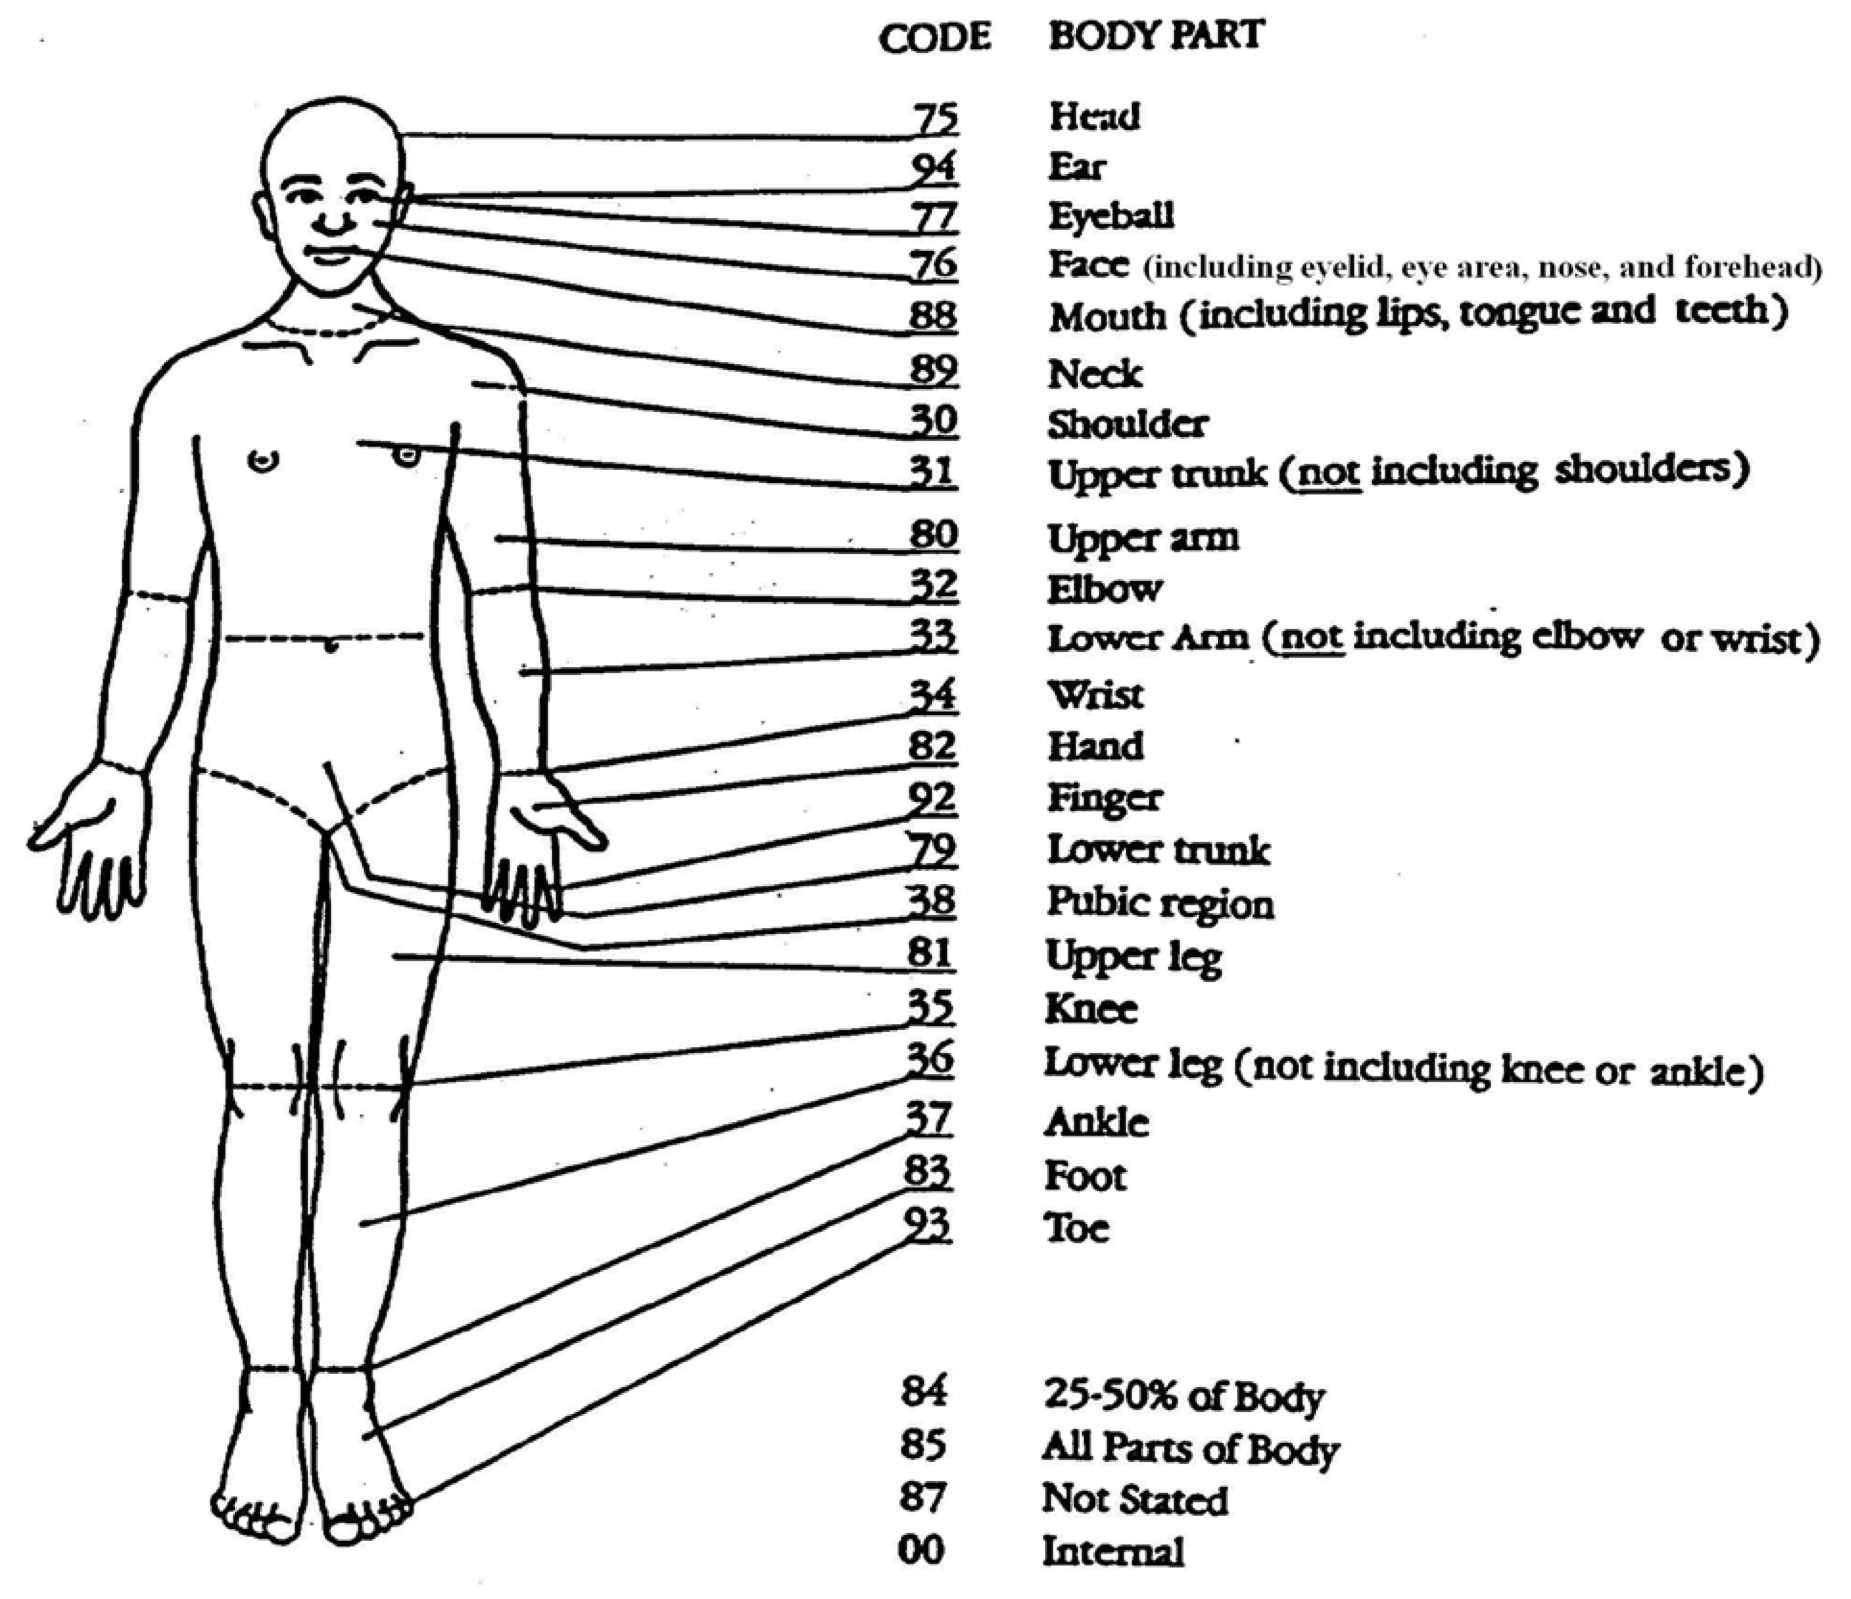 CODE BODY PART
75 Head
94 Ear
77 Eyeball
76 Face (including eyelid, eye area, nose, and forehead)
88 Mouth (including lips, tongue and teeth)
89 Neck
30 Shoulder
31 Upper trunk (not including shoulders)
80 Upper arm
32 Elbow
33 Lower Arm (not including elbow or wrist)
34 Wrist
82 Hand
92 Finger
79 Lower trunk
38 Pubic region
81 Upper leg
35 Knee
36 Lower leg (not including knee or ankle)
37 Ankle
83 Foot
93 Toe
84 25-50% of Body
85 All Parts of Body
87 Not Stated
00 Internal